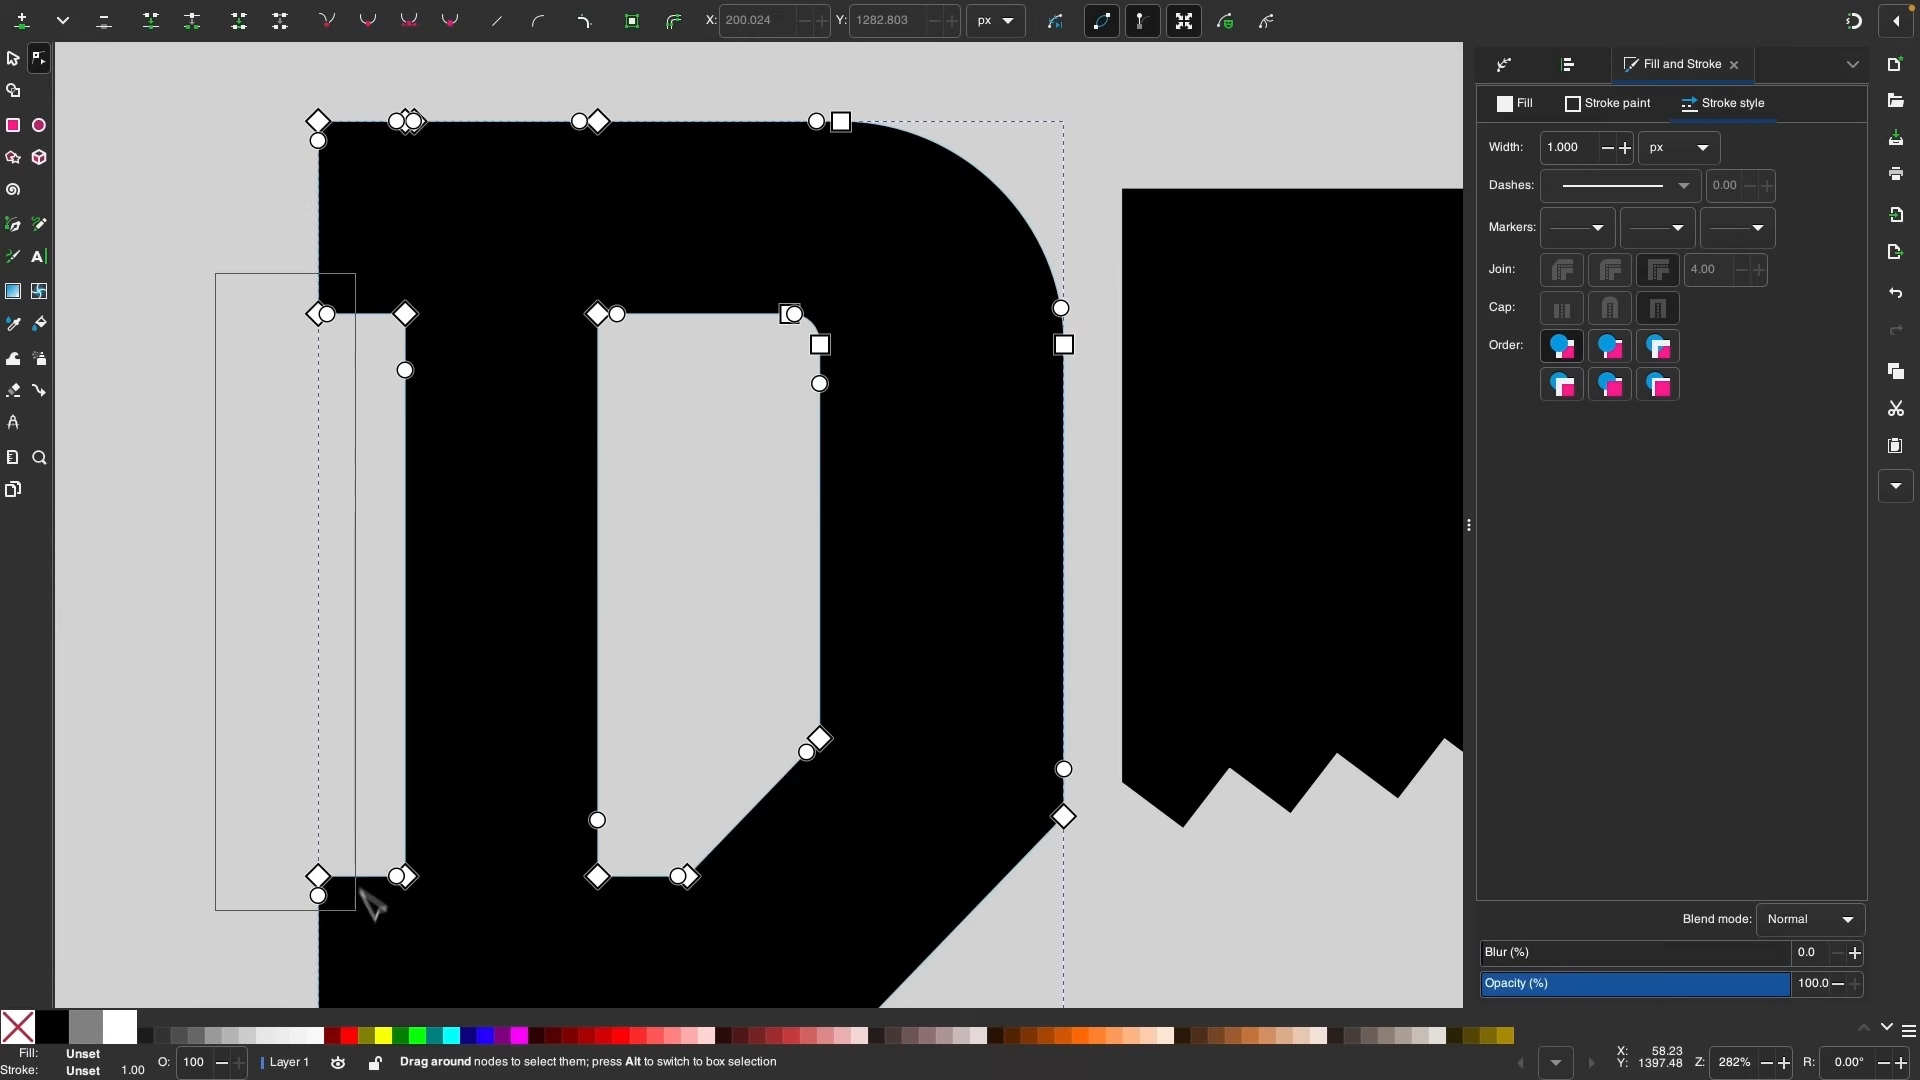 X: 200.024 Y: 1282.803 px
Fill and Stroke
Fill Stroke paint Stroke style
Width: 1.000 px
Dashes: 0.00
Markers:
Join: 4.00
Cap:
Order:
Blend mode: Normal
Blur (%) 0.0
Opacity (%) 100.0
Fill: Unset O: 100 Layer 1 Drag around nodes to select them; press Alt to switch to box selection X: 58.23 Z: 282% R: 0.00°
Stroke: Unset 1.00 Y: 1397.48